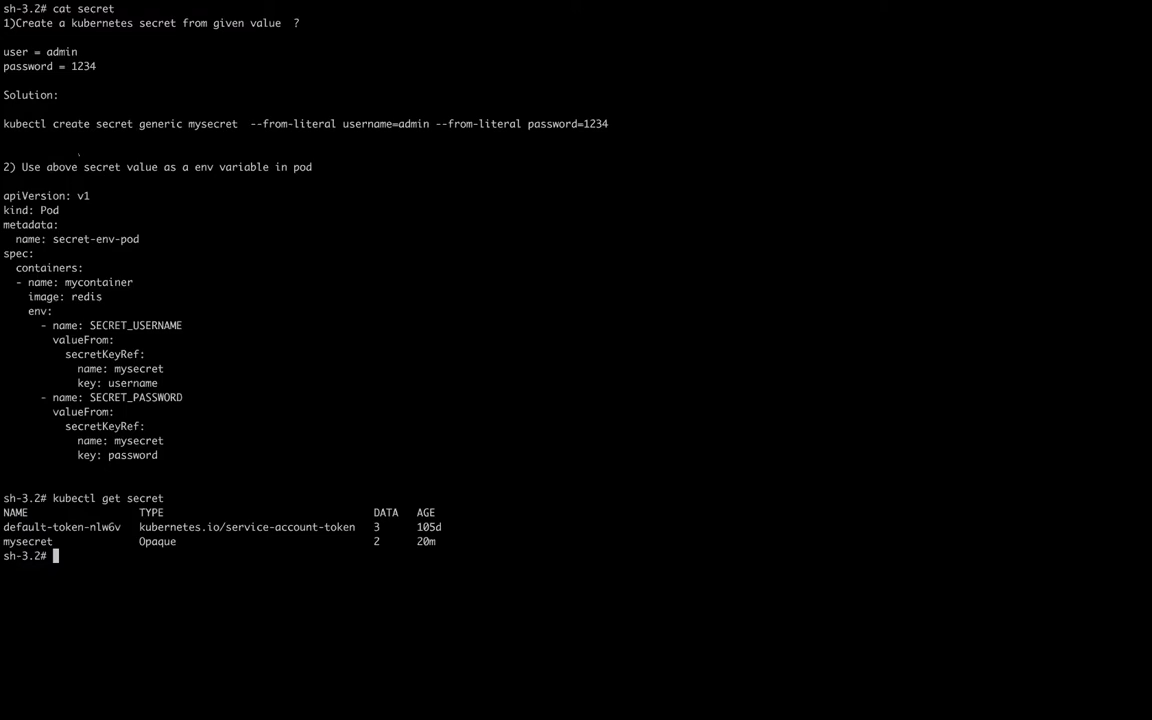 sh-3.2# cat secret
1)Create a kubernetes secret from given value  ?
user = admin
password = 1234
Solution:
kubectl create secret generic mysecret  --from-literal username=admin --from-literal password=1234
2) Use above secret value as a env variable in pod
apiVersion: v1
kind: Pod
metadata:
  name: secret-env-pod
spec:
  containers:
  - name: mycontainer
    image: redis
    env:
      - name: SECRET_USERNAME
        valueFrom:
          secretKeyRef:
            name: mysecret
            key: username
      - name: SECRET_PASSWORD
        valueFrom:
          secretKeyRef:
            name: mysecret
            key: password
sh-3.2# kubectl get secret
NAME                  TYPE                                  DATA   AGE
default-token-nlw6v   kubernetes.io/service-account-token   3      105d
mysecret              Opaque                                2      20m
sh-3.2#